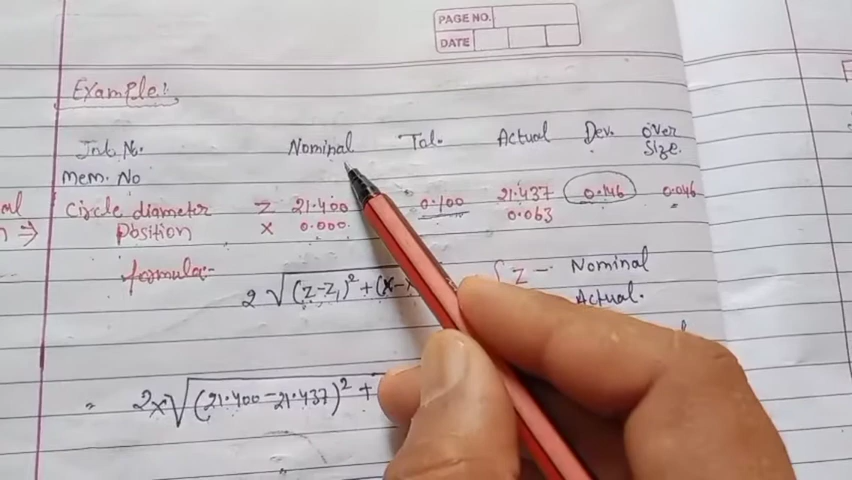 PAGE NO.
DATE
Example:
Int. No. Nominal Tol. Actual Dev. Over Size.
Mem. No
Circle diameter Z 21.400 0.100 21.437 0.146 0.046
Position X 0.000 0.063
formula:-
2 √(Z-Z₁)² + (X-X
Z - Nominal
Actual.
= 2x√(21.400-21.437)² +